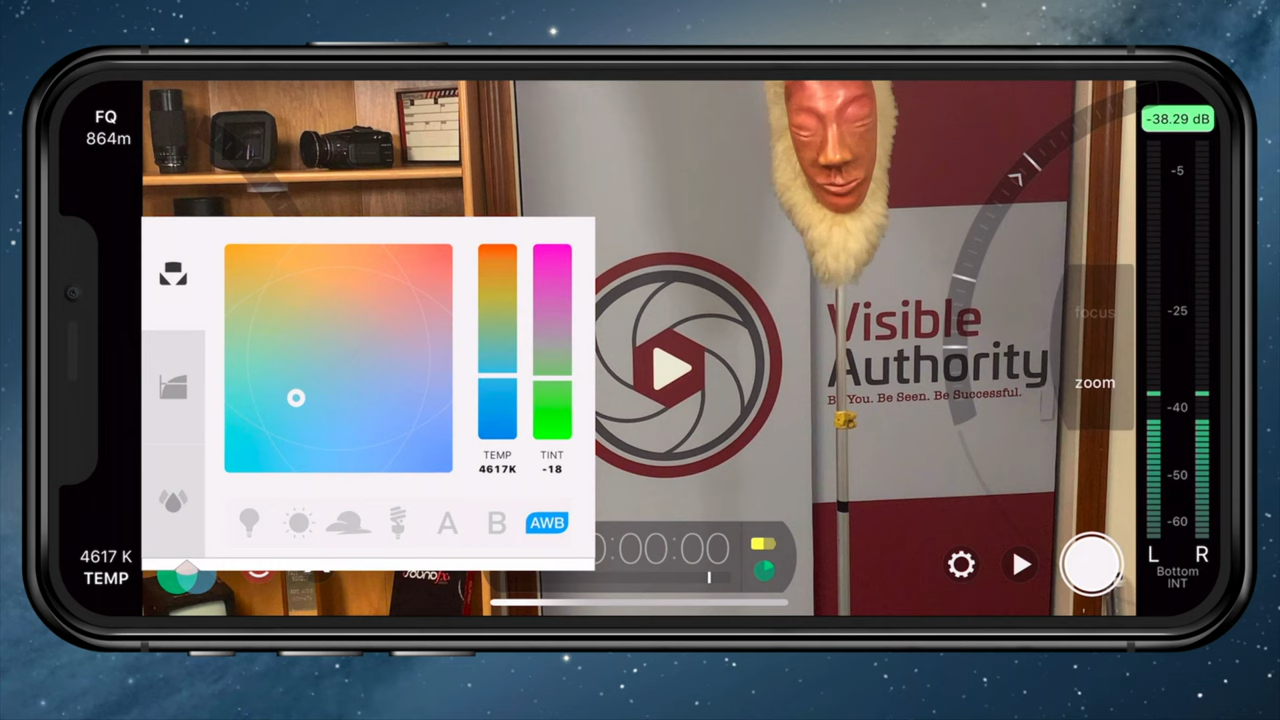 FQ
864m
-38.29 dB
-5
-25
-40
-50
-60
L R
Bottom
INT
focus
zoom
Visible
Authority
Be You. Be Seen. Be Successful.
TEMP
4617K
TINT
-18
A
B
AWB
:00:00
4617 K
TEMP